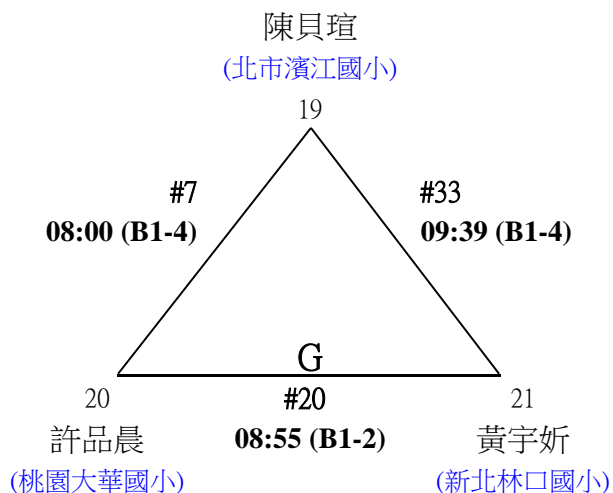 陳貝瑄
(北市濱江國小)
19
#7
08:00 (B1-4)
#33
09:39 (B1-4)
G
20
#20
21
許品晨
08:55 (B1-2)
黃宇妡
(桃園大華國小)
(新北林口國小)